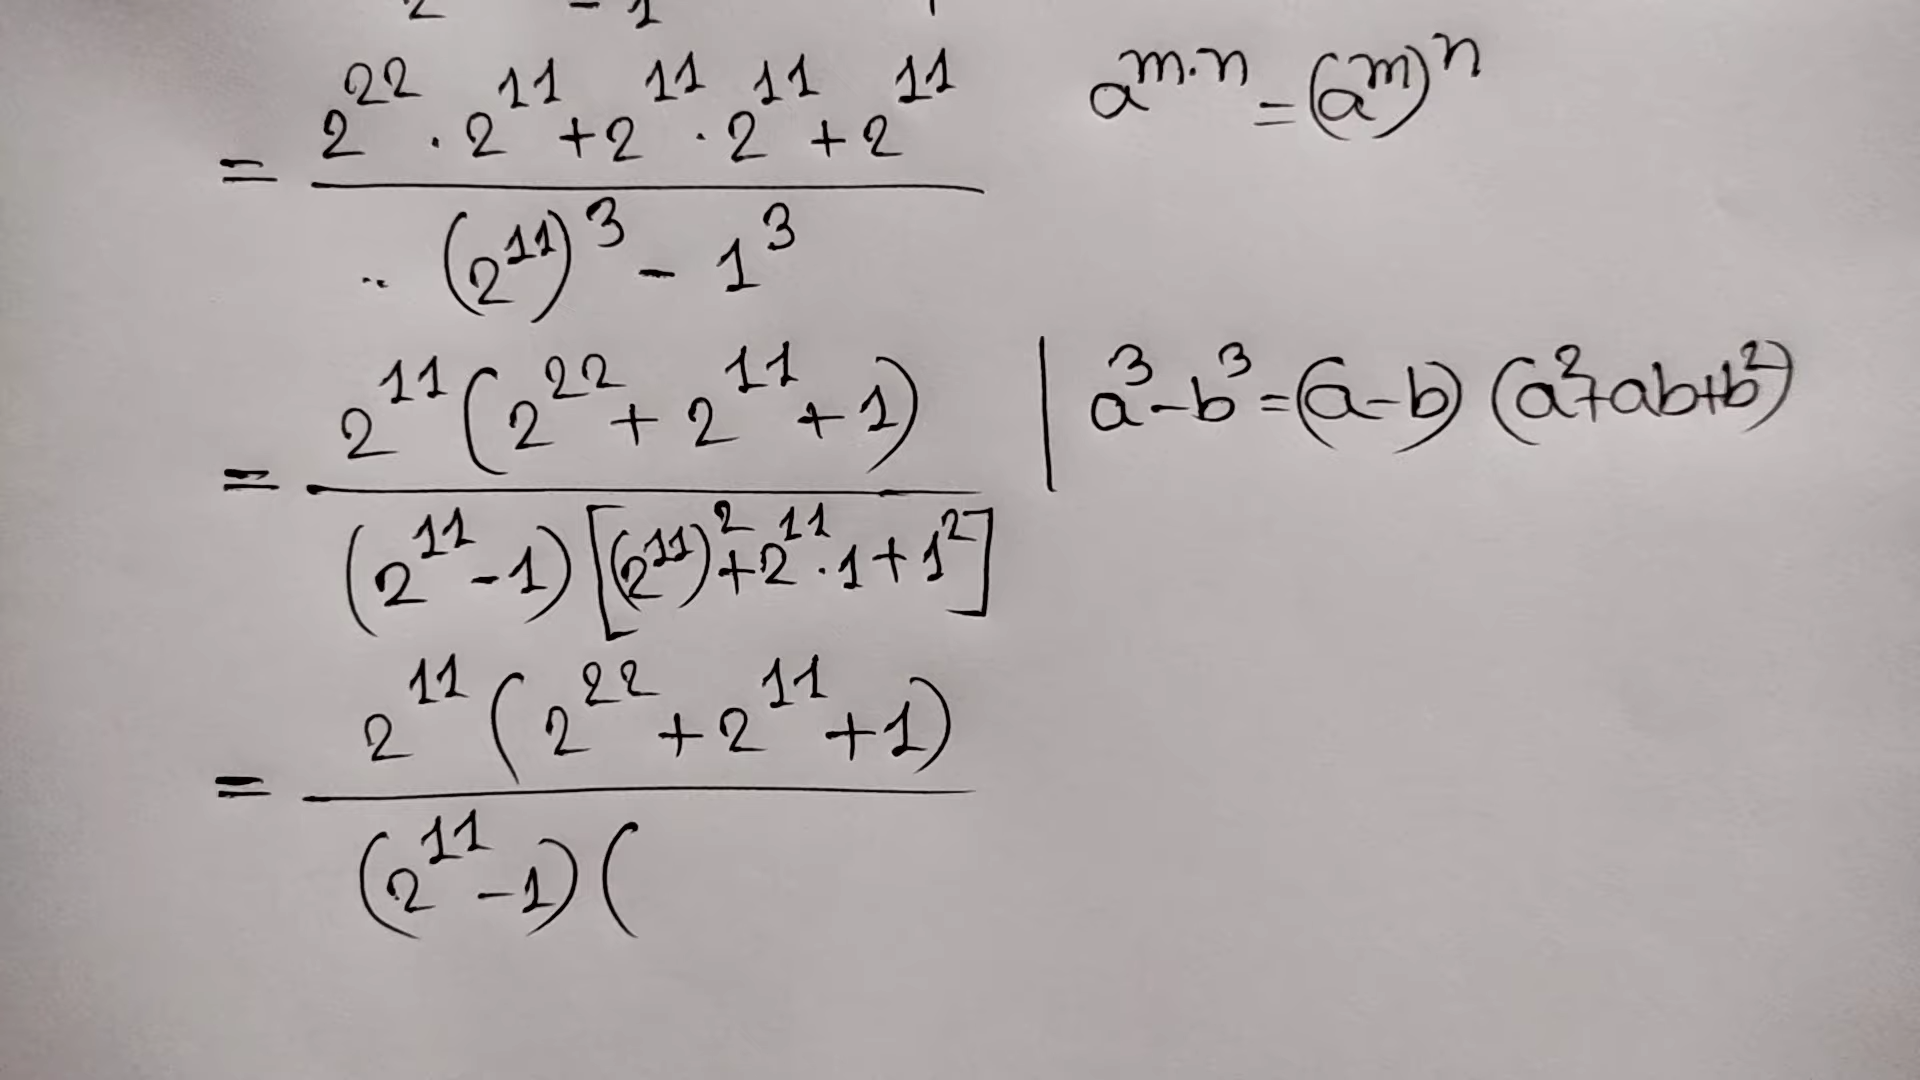 = (2^22 · 2^11 + 2^11 · 2^11 + 2^11) / ((2^11)^3 - 1^3)
a^(m·n) = (a^m)^n
= 2^11 (2^22 + 2^11 + 1) / (2^11 - 1) [(2^11)^2 + 2^11 · 1 + 1^2]
| a^3 - b^3 = (a - b) (a^2 + ab + b^2)
= 2^11 (2^22 + 2^11 + 1) / (2^11 - 1) (